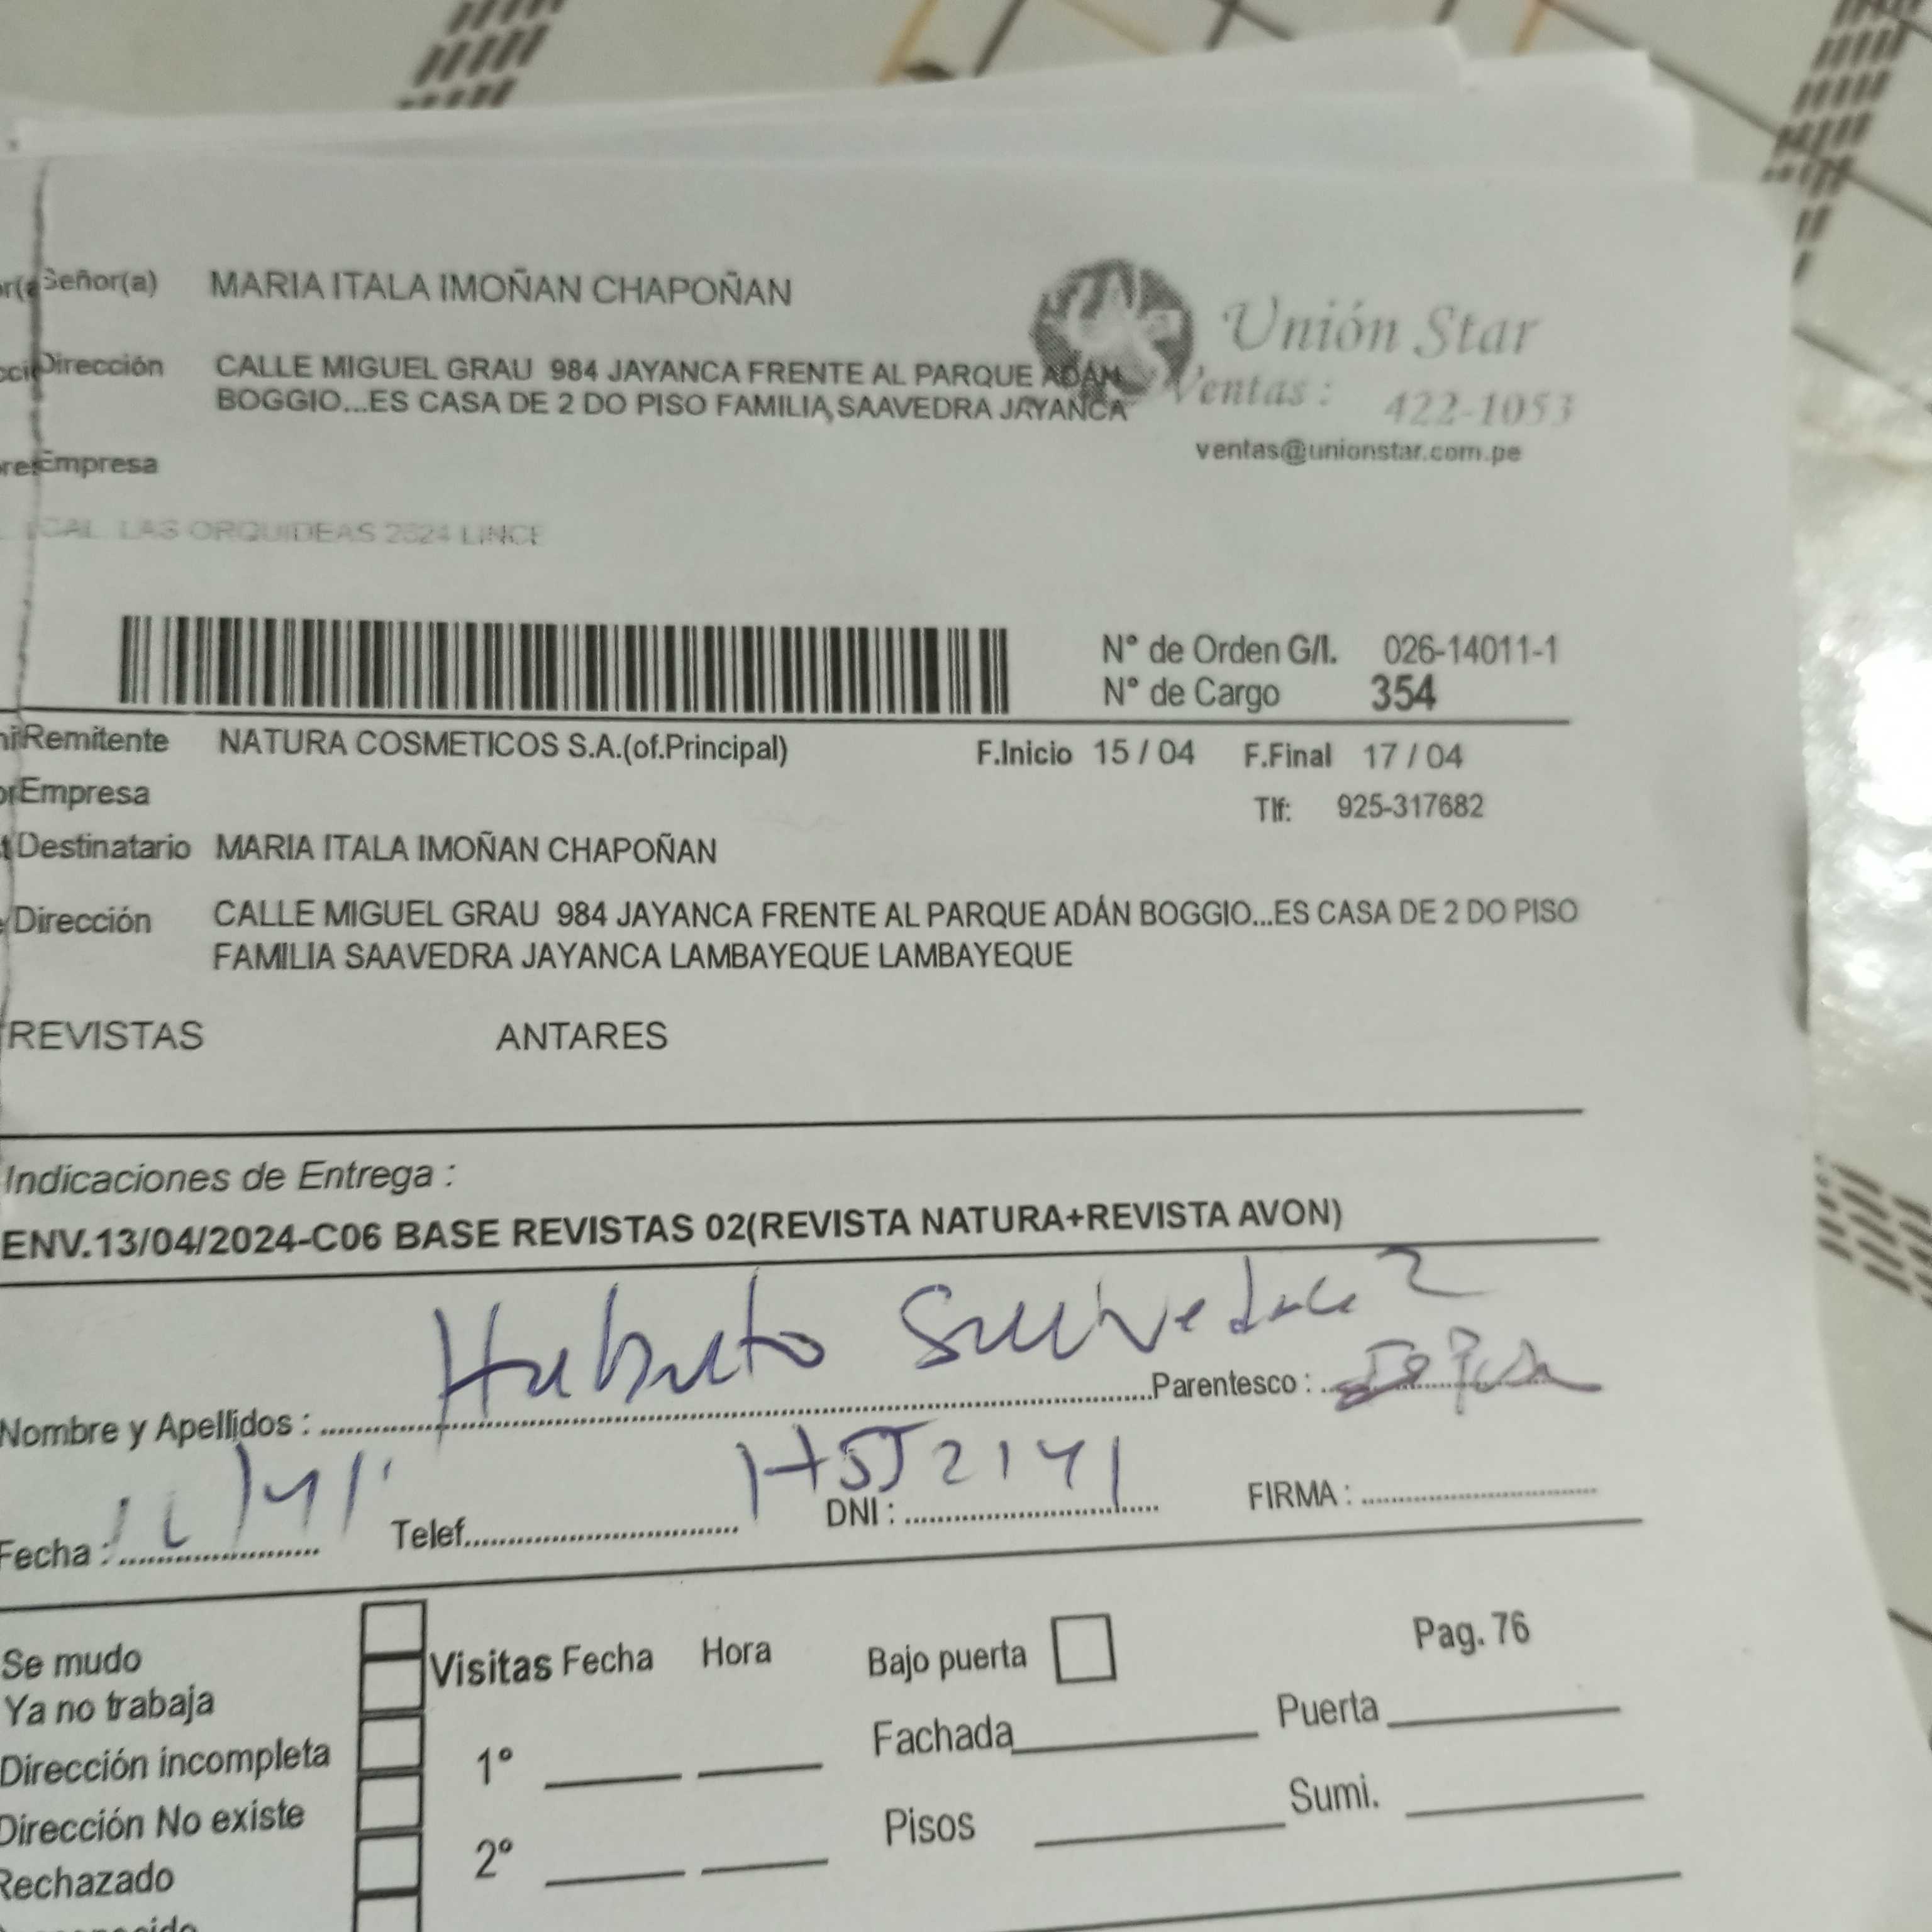 Señor(a) MARIA ITALA IMOÑAN CHAPOÑAN
Unión Star
Dirección CALLE MIGUEL GRAU 984 JAYANCA FRENTE AL PARQUE ADÁN
BOGGIO...ES CASA DE 2 DO PISO FAMILIA SAAVEDRA JAYANCA
Ventas : 422-1053
ventas@unionstar.com.pe
Empresa
CAL. LAS ORQUIDEAS 2624 LINCE
N° de Orden G/I. 026-14011-1
N° de Cargo 354
Remitente NATURA COSMETICOS S.A.(of.Principal) F.Inicio 15 / 04 F.Final 17 / 04
Empresa
Tlf: 925-317682
Destinatario MARIA ITALA IMOÑAN CHAPOÑAN
Dirección CALLE MIGUEL GRAU 984 JAYANCA FRENTE AL PARQUE ADÁN BOGGIO...ES CASA DE 2 DO PISO
FAMILIA SAAVEDRA JAYANCA LAMBAYEQUE LAMBAYEQUE
REVISTAS ANTARES
Indicaciones de Entrega :
ENV.13/04/2024-C06 BASE REVISTAS 02(REVISTA NATURA+REVISTA AVON)
Nombre y Apellidos : Parentesco :
Fecha : Telef. DNI : FIRMA :
Se mudo
Ya no trabaja
Dirección incompleta
Dirección No existe
Rechazado
Visitas Fecha Hora
1°
2°
Bajo puerta
Pag. 76
Fachada Puerta
Pisos Sumi.